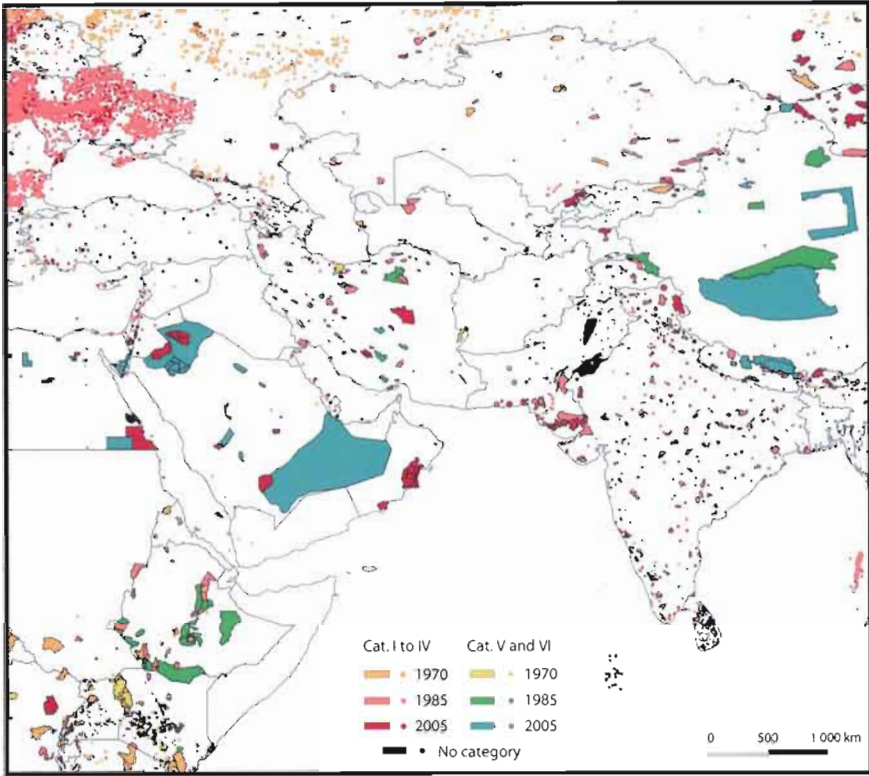 Cat. I to IV Cat. V and VI
1970 1970
1985 1985
2005 2005
No category
0 500 1 000 km